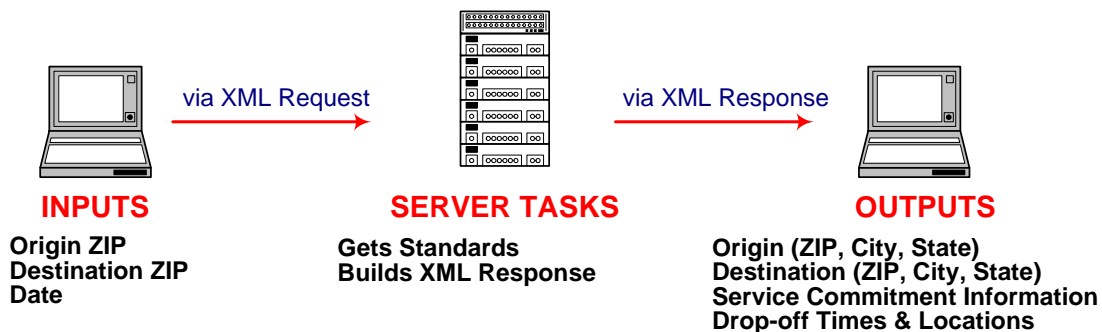 via XML Request
via XML Response
INPUTS
Origin ZIP
Destination ZIP
Date
SERVER TASKS
Gets Standards
Builds XML Response
OUTPUTS
Origin (ZIP, City, State)
Destination (ZIP, City, State)
Service Commitment Information
Drop-off Times & Locations